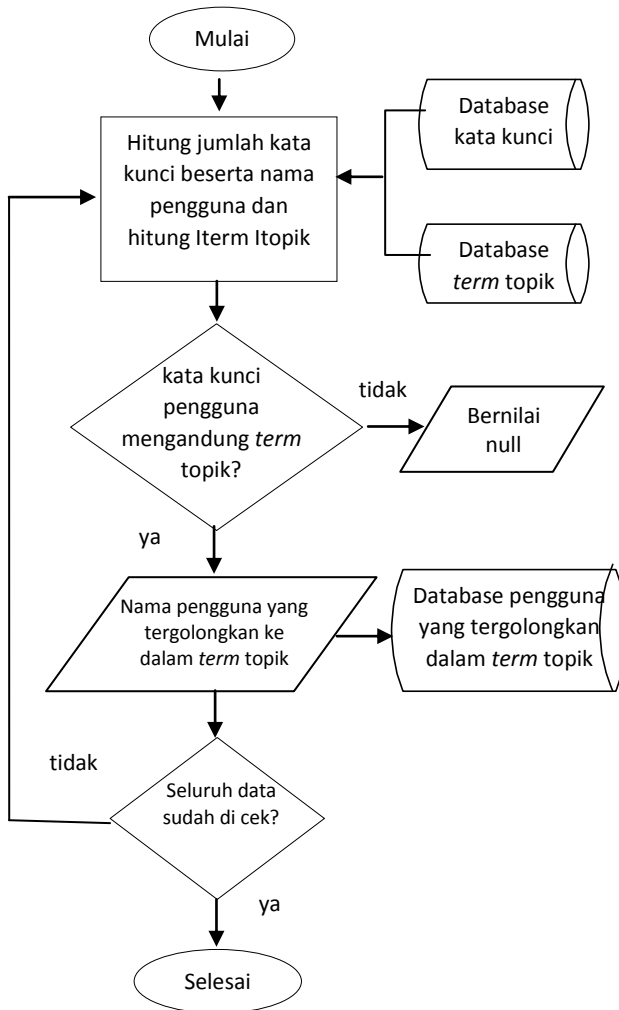 Mulai
Hitung jumlah kata
kunci beserta nama
pengguna dan
hitung Iterm Itopik
Database
kata kunci
Database
term topik
kata kunci
pengguna
mengandung term
topik?
tidak
Bernilai
null
ya
Nama pengguna yang
tergolongkan ke
dalam term topik
Database pengguna
yang tergolongkan
dalam term topik
tidak
Seluruh data
sudah di cek?
ya
Selesai